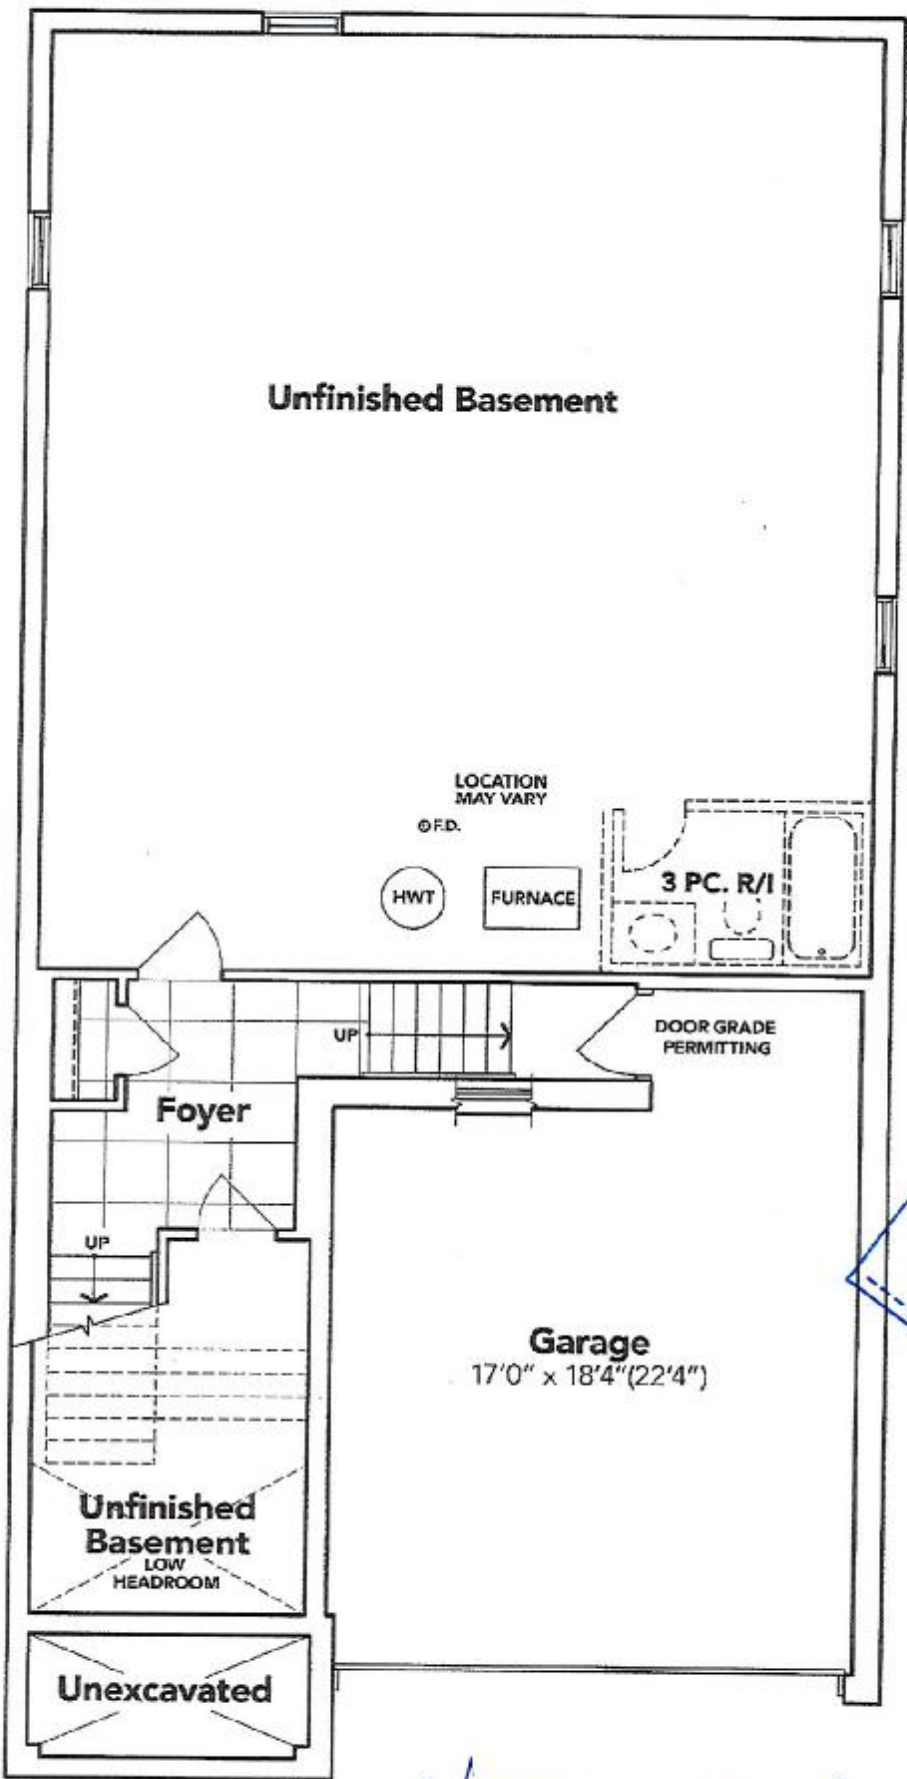 Unfinished Basement
LOCATION
MAY VARY
F.D.
HWT
FURNACE
3 PC. R/I
UP
DOOR GRADE
PERMITTING
Foyer
UP
Garage
17'0" x 18'4"(22'4")
Unfinished
Basement
LOW
HEADROOM
Unexcavated